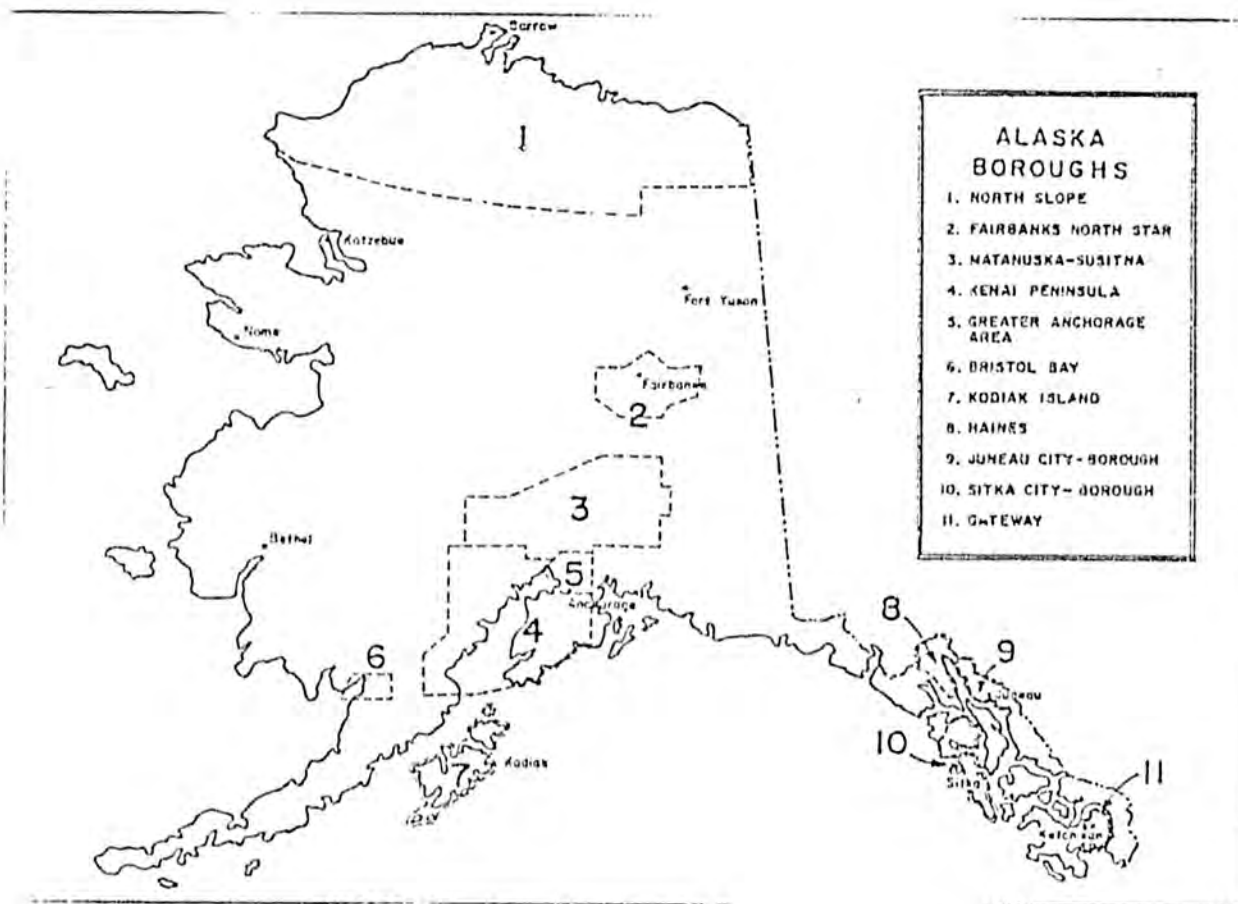 Barrow
1
Kotzebue
Fort Yukon
Nome
Fairbanks
2
3
Bethel
5
Anchorage
4
6
8
9
Juneau
7
Kodiak
10
Sitka
11
Ketchikan
ALASKA
BOROUGHS
1. NORTH SLOPE
2. FAIRBANKS NORTH STAR
3. MATANUSKA-SUSITNA
4. KENAI PENINSULA
5. GREATER ANCHORAGE
AREA
6. BRISTOL BAY
7. KODIAK ISLAND
8. HAINES
9. JUNEAU CITY-BOROUGH
10. SITKA CITY-BOROUGH
11. GATEWAY